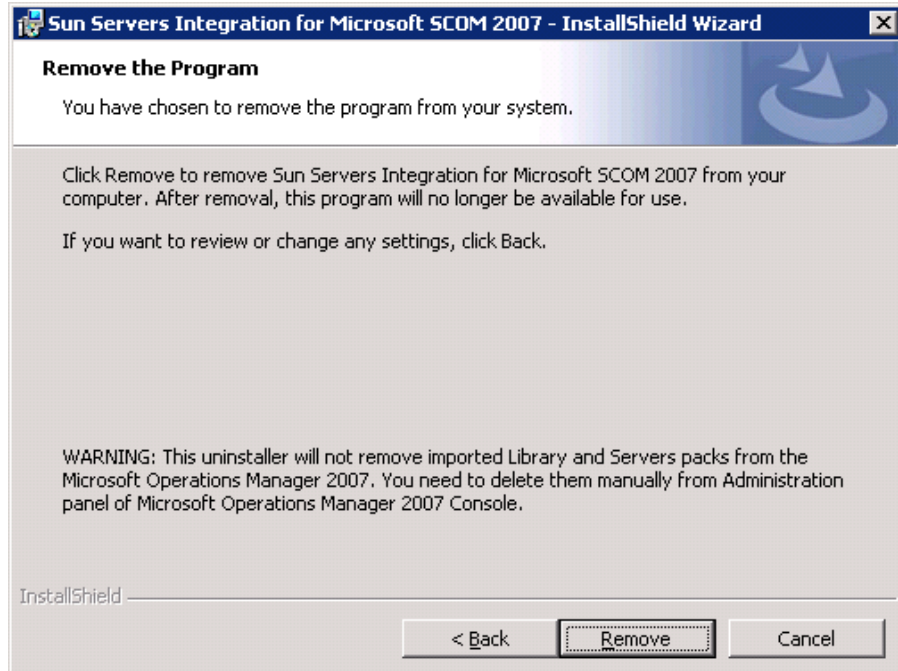 Sun Servers Integration for Microsoft SCOM 2007 - InstallShield Wizard
Remove the Program
You have chosen to remove the program from your system.
Click Remove to remove Sun Servers Integration for Microsoft SCOM 2007 from your
computer. After removal, this program will no longer be available for use.
If you want to review or change any settings, click Back.
WARNING: This uninstaller will not remove imported Library and Servers packs from the
Microsoft Operations Manager 2007. You need to delete them manually from Administration
panel of Microsoft Operations Manager 2007 Console.
InstallShield
< Back
Remove
Cancel